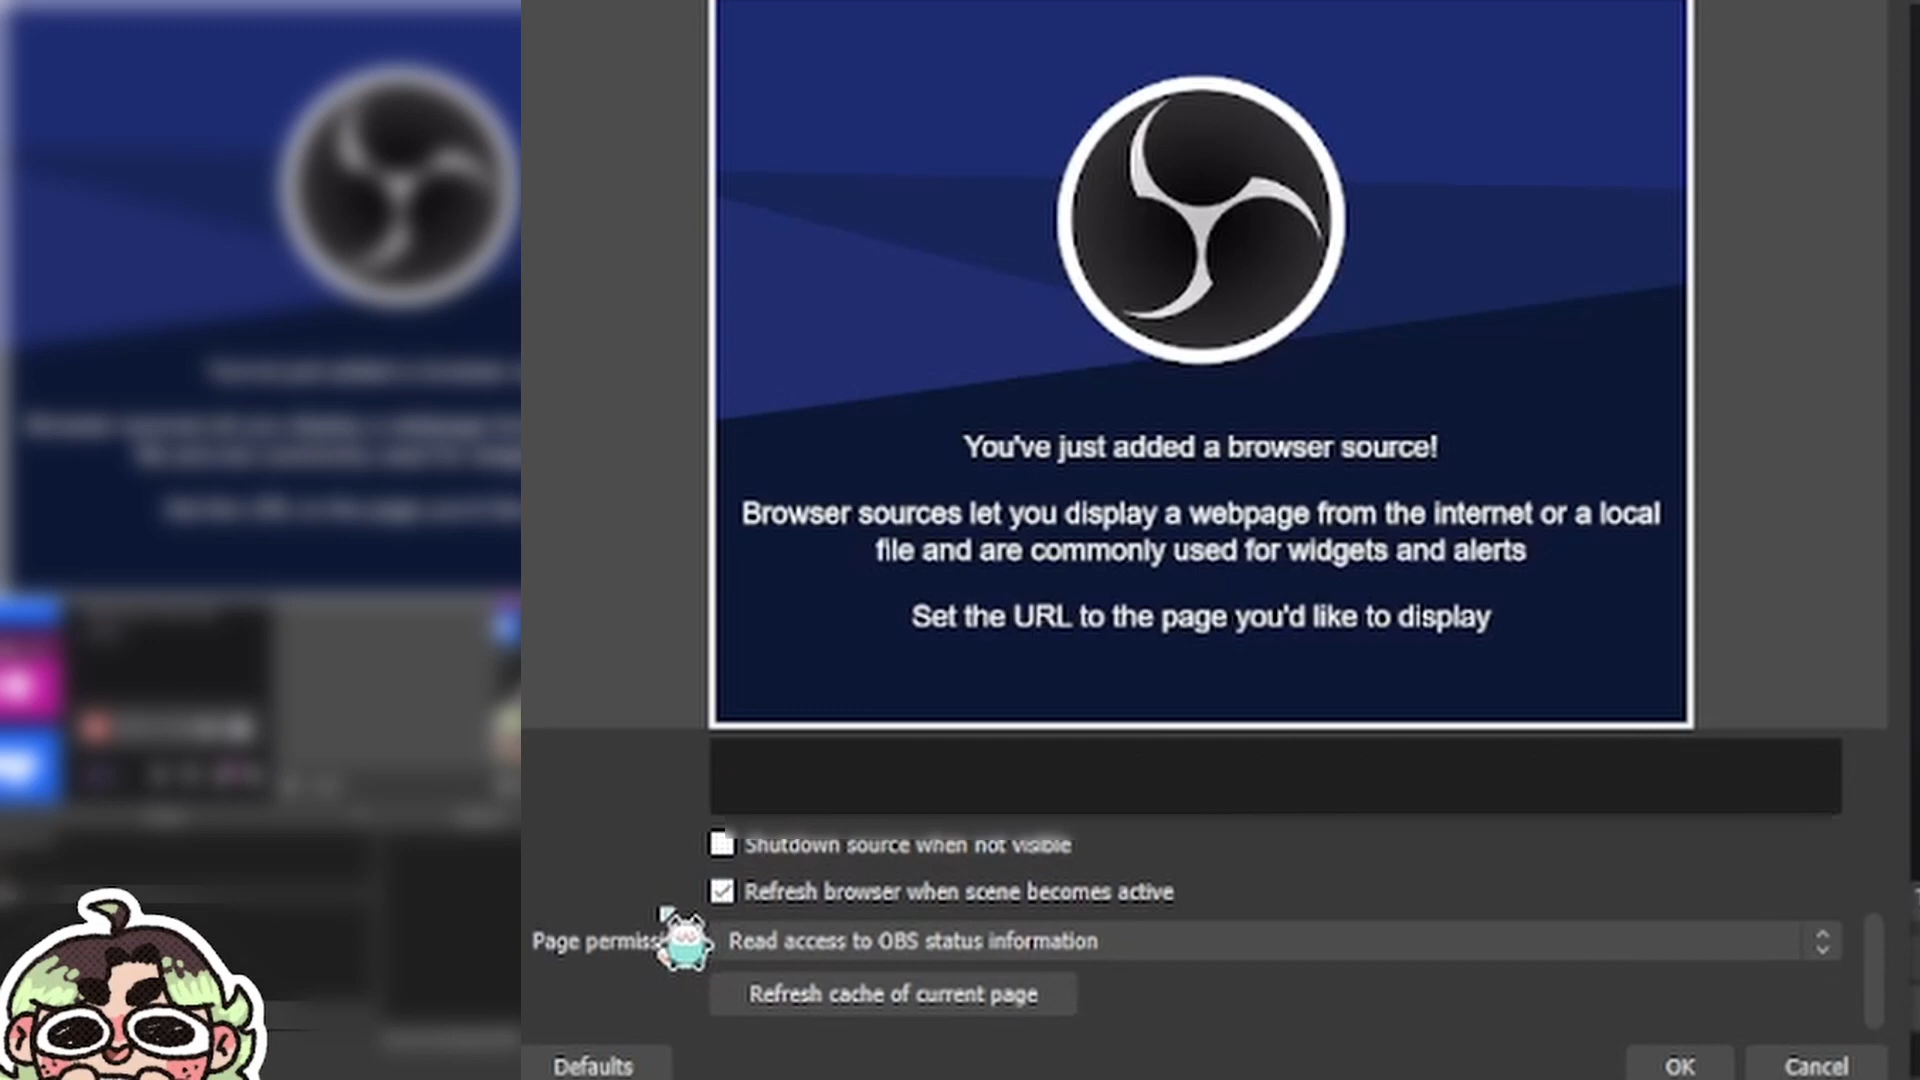 You've just added a browser source!
Browser sources let you display a webpage from the internet or a local
file and are commonly used for widgets and alerts
Set the URL to the page you'd like to display
Shutdown source when not visible
Refresh browser when scene becomes active
Page permiss
Read access to OBS status information
Refresh cache of current page
Defaults
OK
Cancel